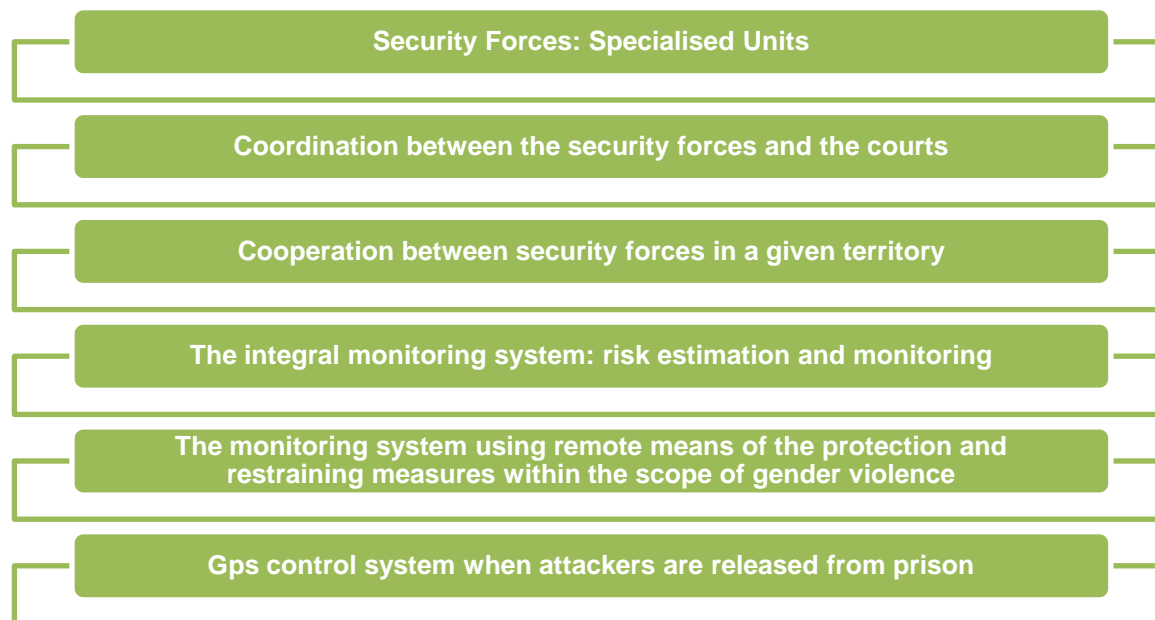 Security Forces: Specialised Units
Coordination between the security forces and the courts
Cooperation between security forces in a given territory
The integral monitoring system: risk estimation and monitoring
The monitoring system using remote means of the protection and
restraining measures within the scope of gender violence
Gps control system when attackers are released from prison